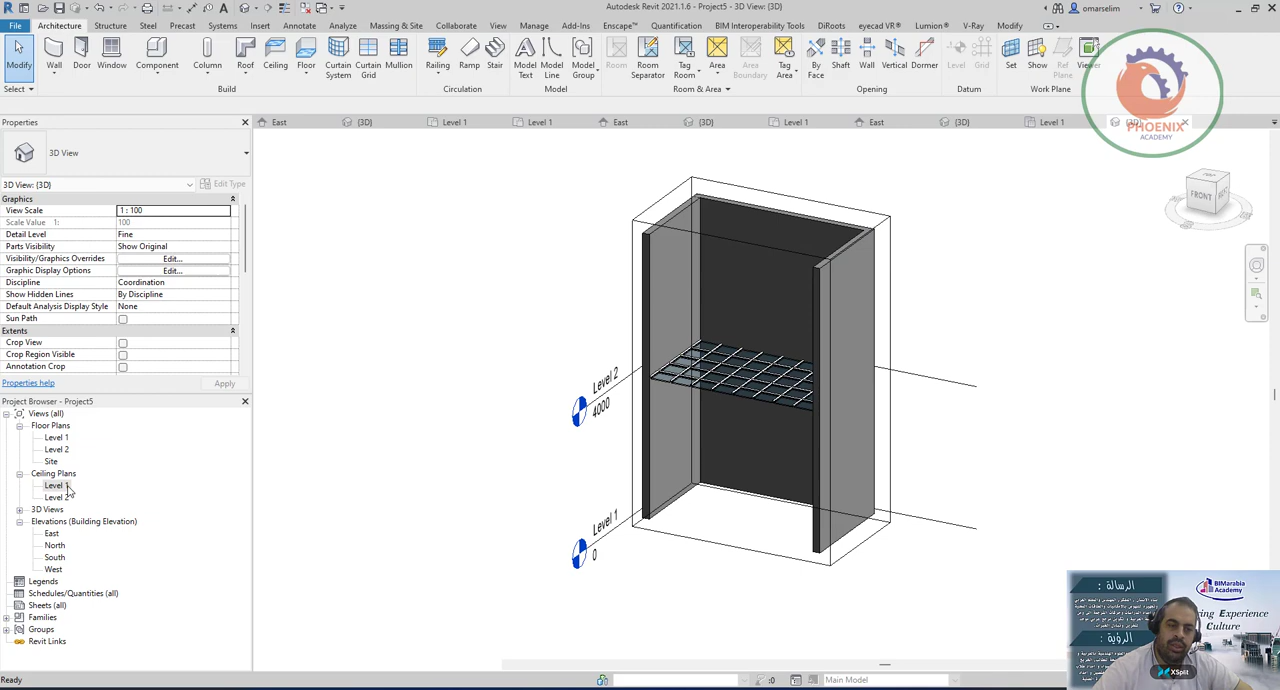 Autodesk Revit 2021.1.6 - Project5 - 3D View: {3D}
omarselim
File Architecture Structure Steel Precast Systems Insert Annotate Analyze Massing & Site Collaborate View Manage Add-Ins Enscape™ Quantification BIM Interoperability Tools DiRoots eyecad VR® Lumion® V-Ray Modify
Modify Wall Door Window Component Column Roof Ceiling Floor Curtain System Curtain Grid Mullion Railing Ramp Stair Model Text Model Line Model Group Room Room Separator Tag Room Area Area Boundary Tag Area By Face Shaft Wall Vertical Dormer Level Grid Set Show Ref Plane Viewer
Select Build Circulation Model Room & Area Opening Datum Work Plane
Properties
East {3D} Level 1 Level 1 East {3D} Level 1 East {3D} Level 1
PHOENIX
ACADEMY
3D View
3D View: {3D} Edit Type
Graphics
View Scale 1 : 100
Scale Value 1: 100
Detail Level Fine
Parts Visibility Show Original
Visibility/Graphics Overrides Edit...
Graphic Display Options Edit...
Discipline Coordination
Show Hidden Lines By Discipline
Default Analysis Display Style None
Sun Path
Extents
Crop View
Crop Region Visible
Annotation Crop
Properties help Apply
Project Browser - Project5
Views (all)
Floor Plans
Level 1
Level 2
Site
Ceiling Plans
Level 1
Level 2
3D Views
Elevations (Building Elevation)
East
North
South
West
Legends
Schedules/Quantities (all)
Sheets (all)
Families
Groups
Revit Links
FRONT
Level 2
4000
Level 1
0
الرسالة :
BIMarabia
Academy
Experience
Culture
الرؤية :
XSplit
Ready
:0
Main Model